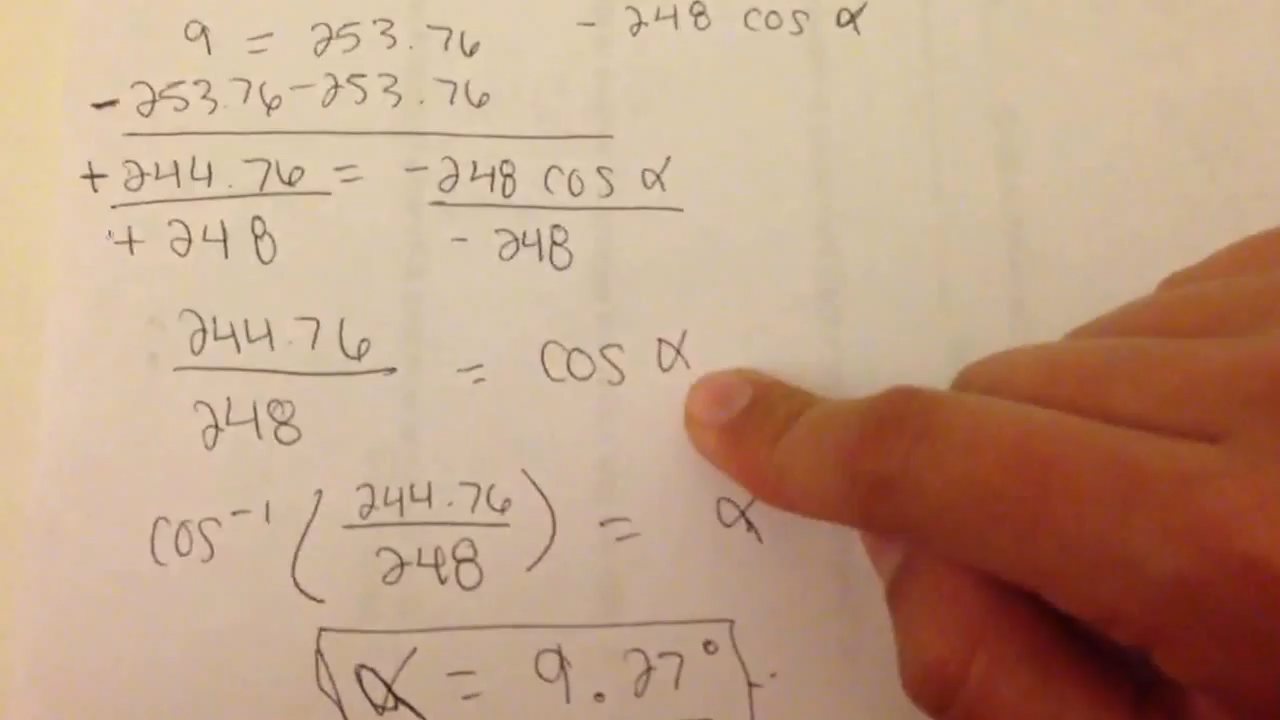 9 = 253.76 - 248 cos α
- 253.76 - 253.76
+ 244.76 = - 248 cos α
+ 248 - 248
244.76 = cos α
248
cos⁻¹ ( 244.76 ) = α
248
α = 9.27°